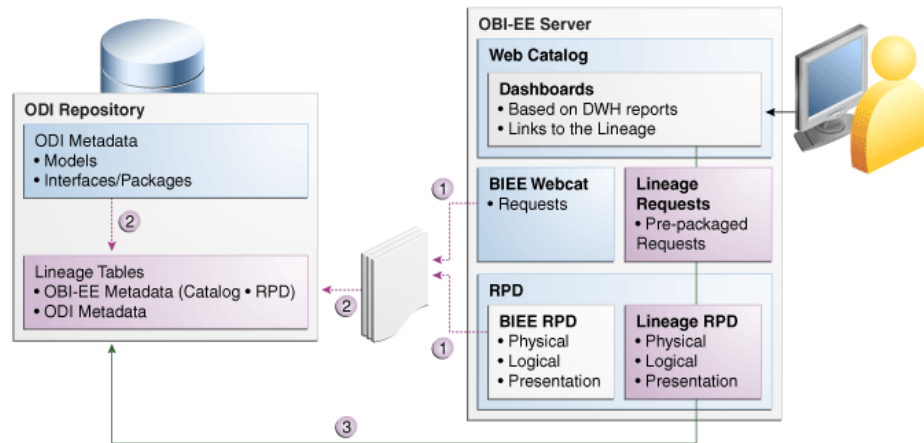 ODI Repository
ODI Metadata
• Models
• Interfaces/Packages
2
Lineage Tables
• OBI-EE Metadata (Catalog • RPD)
• ODI Metadata
1
2
1
3
OBI-EE Server
Web Catalog
Dashboards
• Based on DWH reports
• Links to the Lineage
BIEE Webcat
• Requests
Lineage
Requests
• Pre-packaged
Requests
RPD
BIEE RPD
• Physical
• Logical
• Presentation
Lineage RPD
• Physical
• Logical
• Presentation